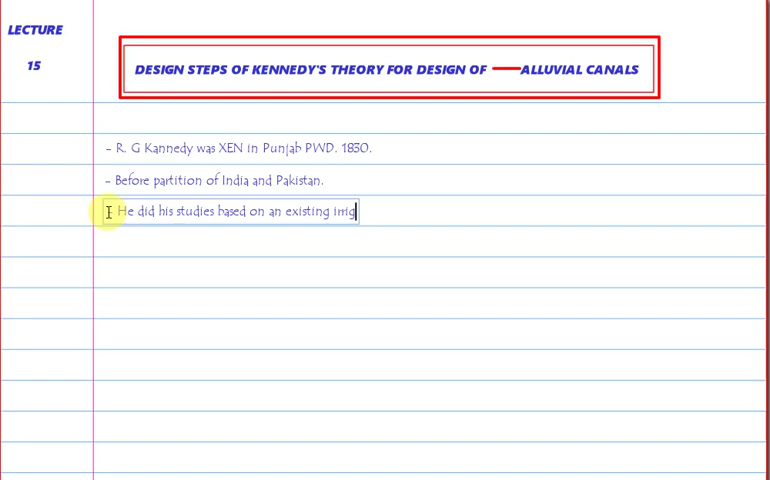 LECTURE
15
DESIGN STEPS OF KENNEDY'S THEORY FOR DESIGN OF ALLUVIAL CANALS
- R. G Kannedy was XEN in Punjab PWD. 1830.
- Before partition of India and Pakistan.
- He did his studies based on an existing irrig